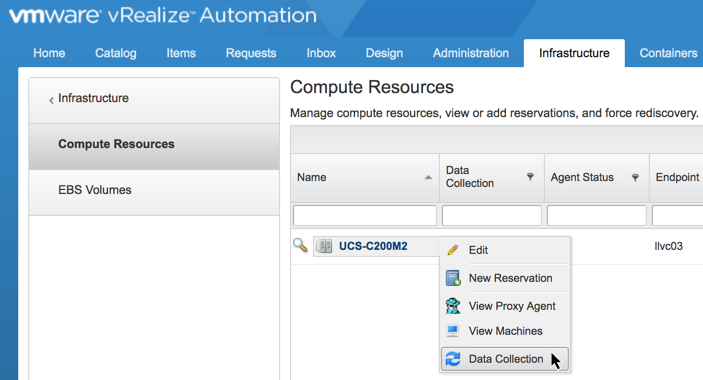 vmware® vRealize™ Automation
Home Catalog Items Requests Inbox Design Administration Infrastructure Containers
< Infrastructure
Compute Resources
EBS Volumes
Compute Resources
Manage compute resources, view or add reservations, and force rediscovery.
Name Data Collection Agent Status Endpoint
UCS-C200M2 llvc03
Edit
New Reservation
View Proxy Agent
View Machines
Data Collection